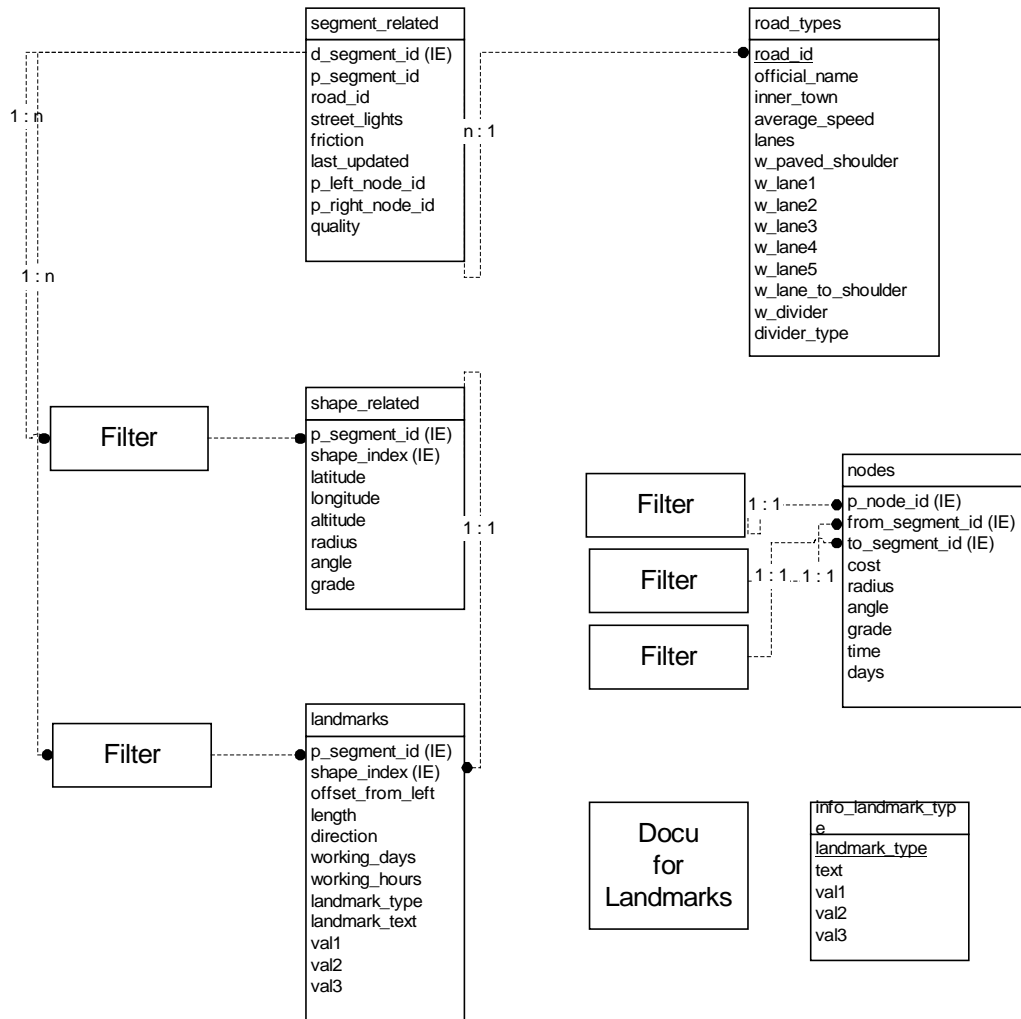 segment_related
d_segment_id (IE)
p_segment_id
road_id
street_lights
friction
last_updated
p_left_node_id
p_right_node_id
quality
road_types
road_id
official_name
inner_town
average_speed
lanes
w_paved_shoulder
w_lane1
w_lane2
w_lane3
w_lane4
w_lane5
w_lane_to_shoulder
w_divider
divider_type
1 : n
n : 1
1 : n
Filter
shape_related
p_segment_id (IE)
shape_index (IE)
latitude
longitude
altitude
radius
angle
grade
1 : 1
Filter
1 : 1
Filter
1 : 1
1 : 1
Filter
nodes
p_node_id (IE)
from_segment_id (IE)
to_segment_id (IE)
cost
radius
angle
grade
time
days
Filter
landmarks
p_segment_id (IE)
shape_index (IE)
offset_from_left
length
direction
working_days
working_hours
landmark_type
landmark_text
val1
val2
val3
Docu
for
Landmarks
info_landmark_typ
e
landmark_type
text
val1
val2
val3